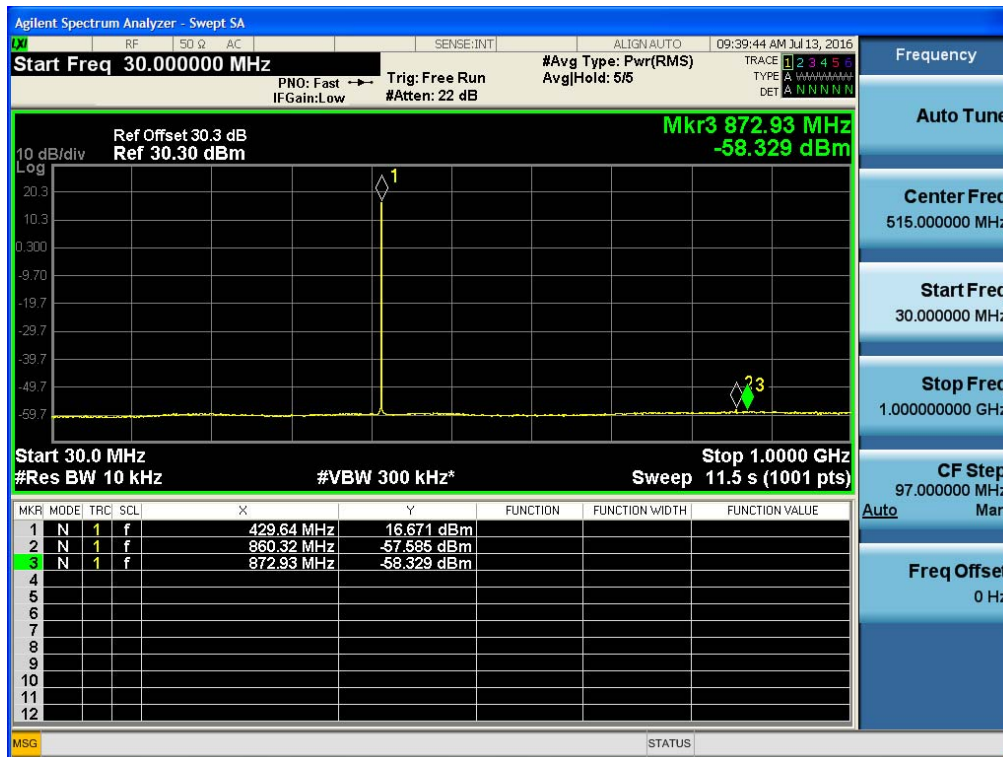 Agilent Spectrum Analyzer - Swept SA
LXI RF 50 Ω AC SENSE:INT ALIGN AUTO 09:39:44 AM Jul 13, 2016
Start Freq 30.000000 MHz
PNO: Fast
IFGain:Low
Trig: Free Run
#Atten: 22 dB
#Avg Type: Pwr(RMS)
Avg|Hold: 5/5
TRACE 1 2 3 4 5 6
TYPE A WWWWW
DET A N N N N N
Ref Offset 30.3 dB
10 dB/div Ref 30.30 dBm
Log
Mkr3 872.93 MHz
-58.329 dBm
20.3
10.3
0.300
-9.70
-19.7
-29.7
-39.7
-49.7
-59.7
1
2
3
Start 30.0 MHz Stop 1.0000 GHz
#Res BW 10 kHz #VBW 300 kHz* Sweep 11.5 s (1001 pts)
MKR MODE TRC SCL X Y FUNCTION FUNCTION WIDTH FUNCTION VALUE
1 N 1 f 429.64 MHz 16.671 dBm
2 N 1 f 860.32 MHz -57.585 dBm
3 N 1 f 872.93 MHz -58.329 dBm
4
5
6
7
8
9
10
11
12
MSG STATUS
Frequency
Auto Tune
Center Freq
515.000000 MHz
Start Freq
30.000000 MHz
Stop Freq
1.000000000 GHz
CF Step
97.000000 MHz
Auto Man
Freq Offset
0 Hz